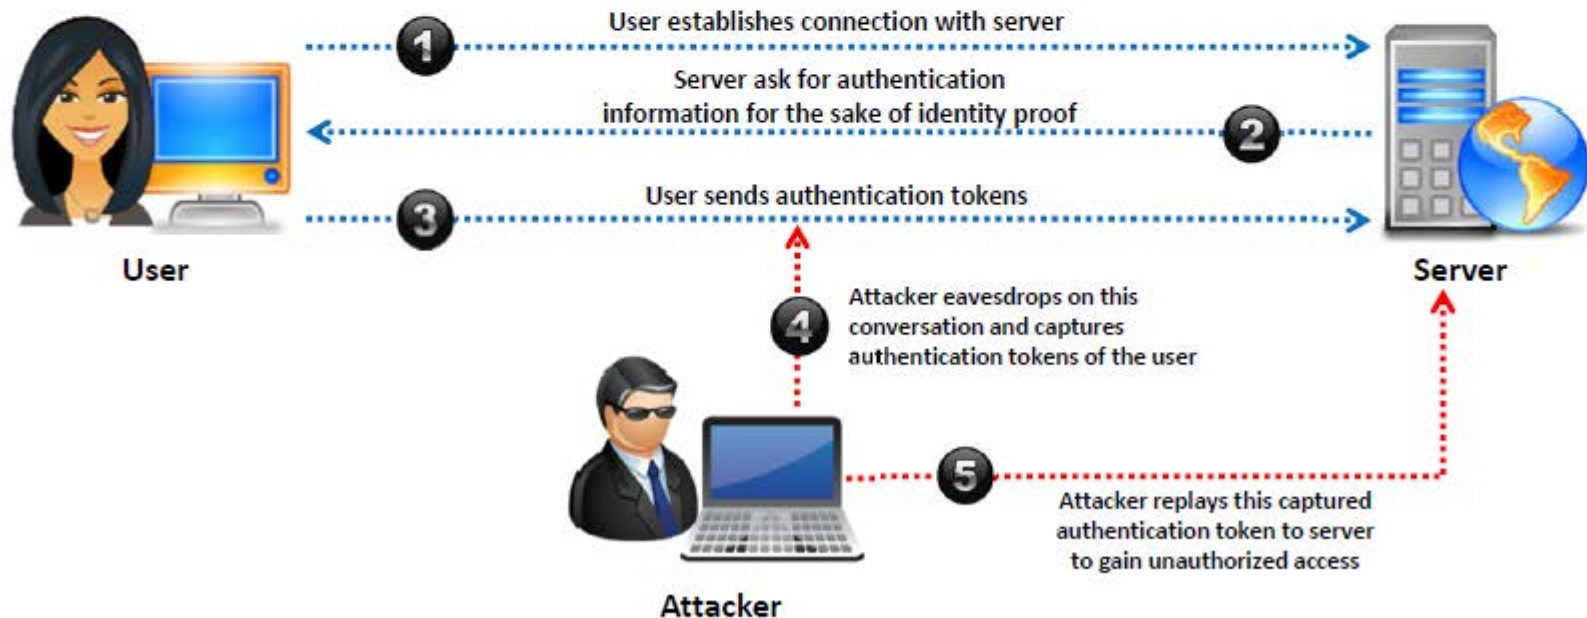 User establishes connection with server
1
Server ask for authentication
information for the sake of identity proof
2
User sends authentication tokens
3
User
Server
4
Attacker eavesdrops on this
conversation and captures
authentication tokens of the user
5
Attacker replays this captured
authentication token to server
to gain unauthorized access
Attacker